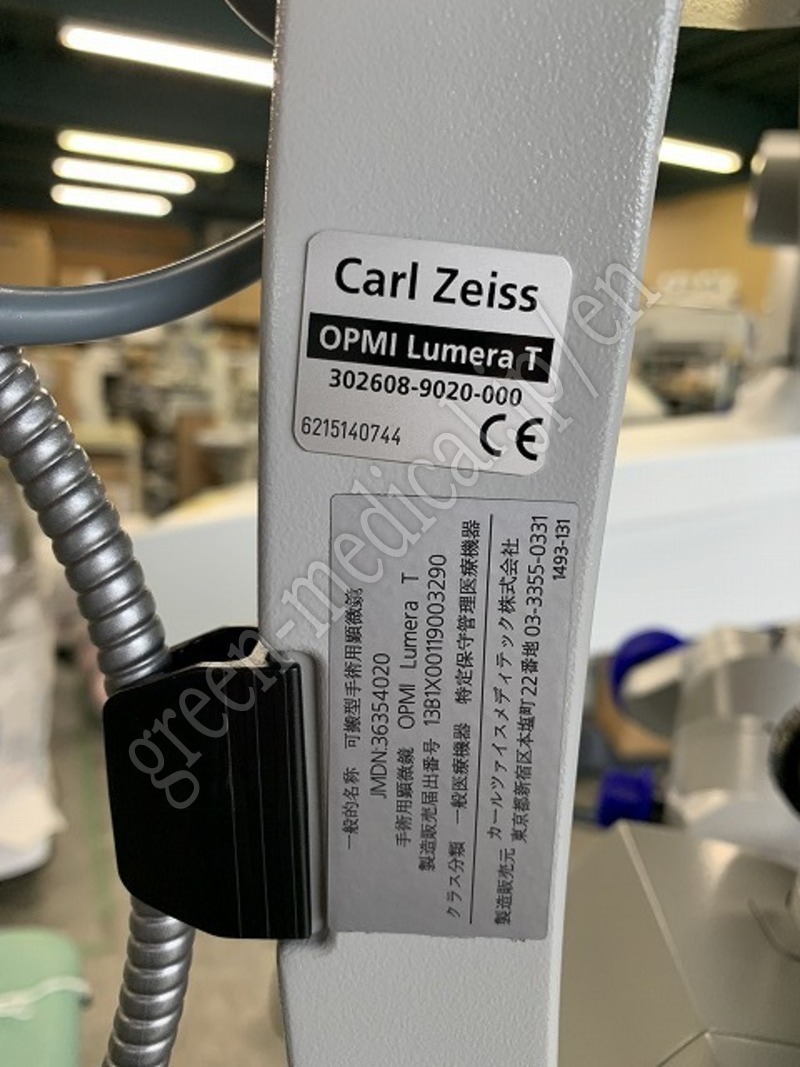 Carl Zeiss
OPMI Lumera T
302608-9020-000
6215140744
CE
一般的名称 可搬型手術用顕微鏡
JMDN.36354020
手術用顕微鏡 OPMI Lumera T
製造販売届出番号 13B1X00119003290
クラス分類 一般医療機器 特定保守管理医療機器
製造販売元 カールツァイスメディテック株式会社
東京都新宿区本塩町22番地 03-3355-0331
1493-131
green-medical.jp/en